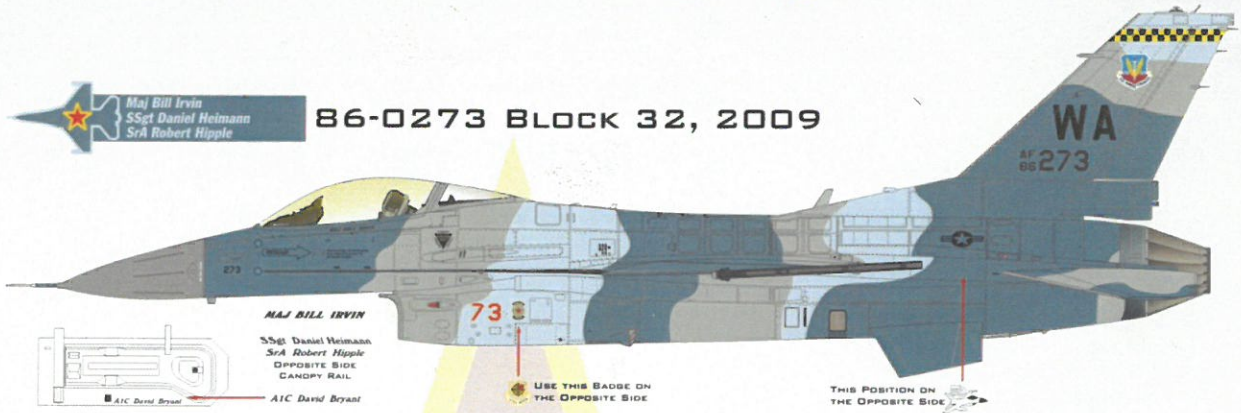 Maj Bill Irvin
SSgt Daniel Heimann
SrA Robert Hipple
86-0273 BLOCK 32, 2009
WA
AF
86 273
273
73
MAJ BILL IRVIN
SSgt Daniel Heimann
SrA Robert Hipple
OPPOSITE SIDE
CANOPY RAIL
A1C David Bryant
A1C David Bryant
USE THIS BADGE ON
THE OPPOSITE SIDE
THIS POSITION ON
THE OPPOSITE SIDE